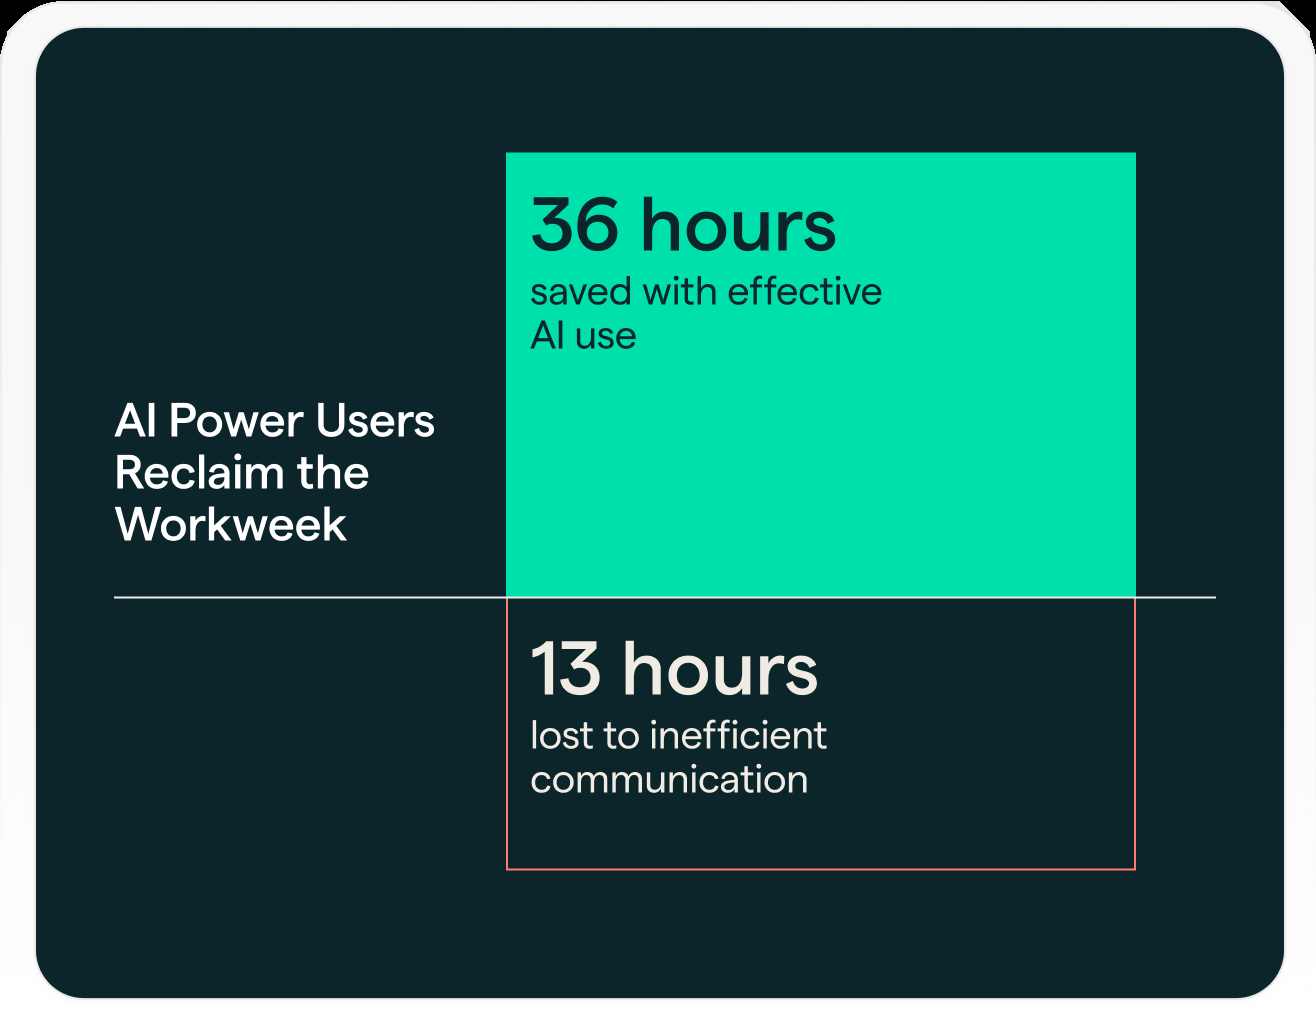 AI Power Users
Reclaim the
Workweek
36 hours
saved with effective
AI use
13 hours
lost to inefficient
communication